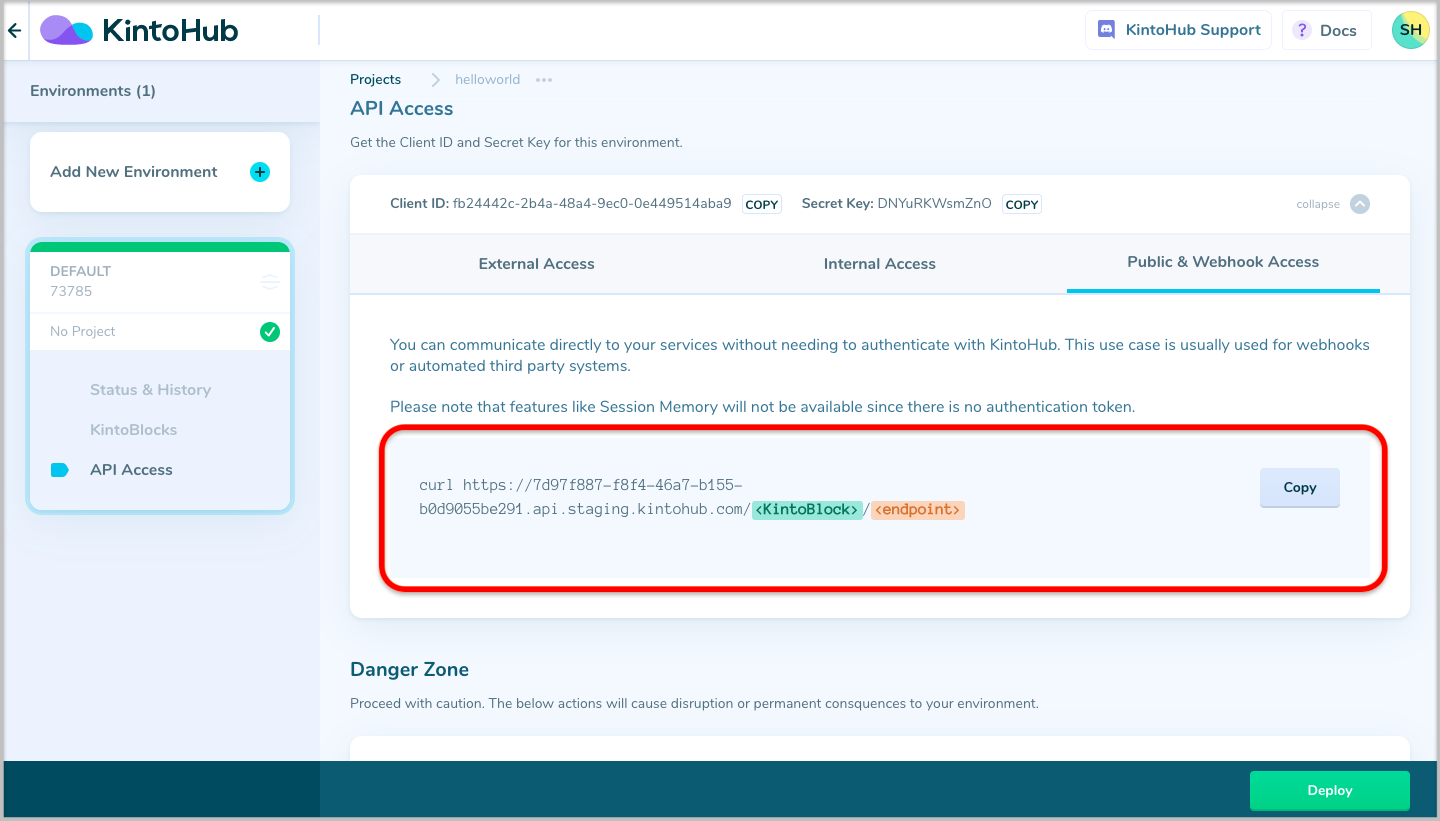 KintoHub
KintoHub Support
? Docs
SH
Environments (1)
Add New Environment
DEFAULT
73785
No Project
Status & History
KintoBlocks
API Access
Projects
helloworld
API Access
Get the Client ID and Secret Key for this environment.
Client ID: fb24442c-2b4a-48a4-9ec0-0e449514aba9 COPY Secret Key: DNYuRKWsmZnO COPY
collapse
External Access
Internal Access
Public & Webhook Access
You can communicate directly to your services without needing to authenticate with KintoHub. This use case is usually used for webhooks
or automated third party systems.
Please note that features like Session Memory will not be available since there is no authentication token.
curl https://7d97f887-f8f4-46a7-b155-
b0d9055be291.api.staging.kintohub.com/<KintoBlock>/<endpoint>
Copy
Danger Zone
Proceed with caution. The below actions will cause disruption or permanent consquences to your environment.
Deploy